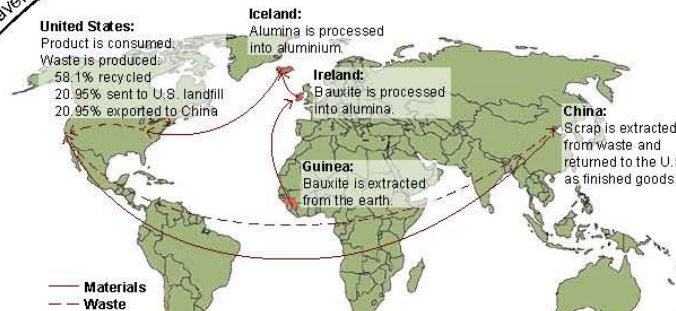 United States:
Product is consumed.
Waste is produced.
58.1% recycled
20.95% sent to U.S. landfill
20.95% exported to China
Iceland:
Alumina is processed
into aluminium.
Ireland:
Bauxite is processed
into alumina.
Guinea:
Bauxite is extracted
from the earth.
China:
Scrap is extracted
from waste and
returned to the U.S
as finished goods
Materials
Waste